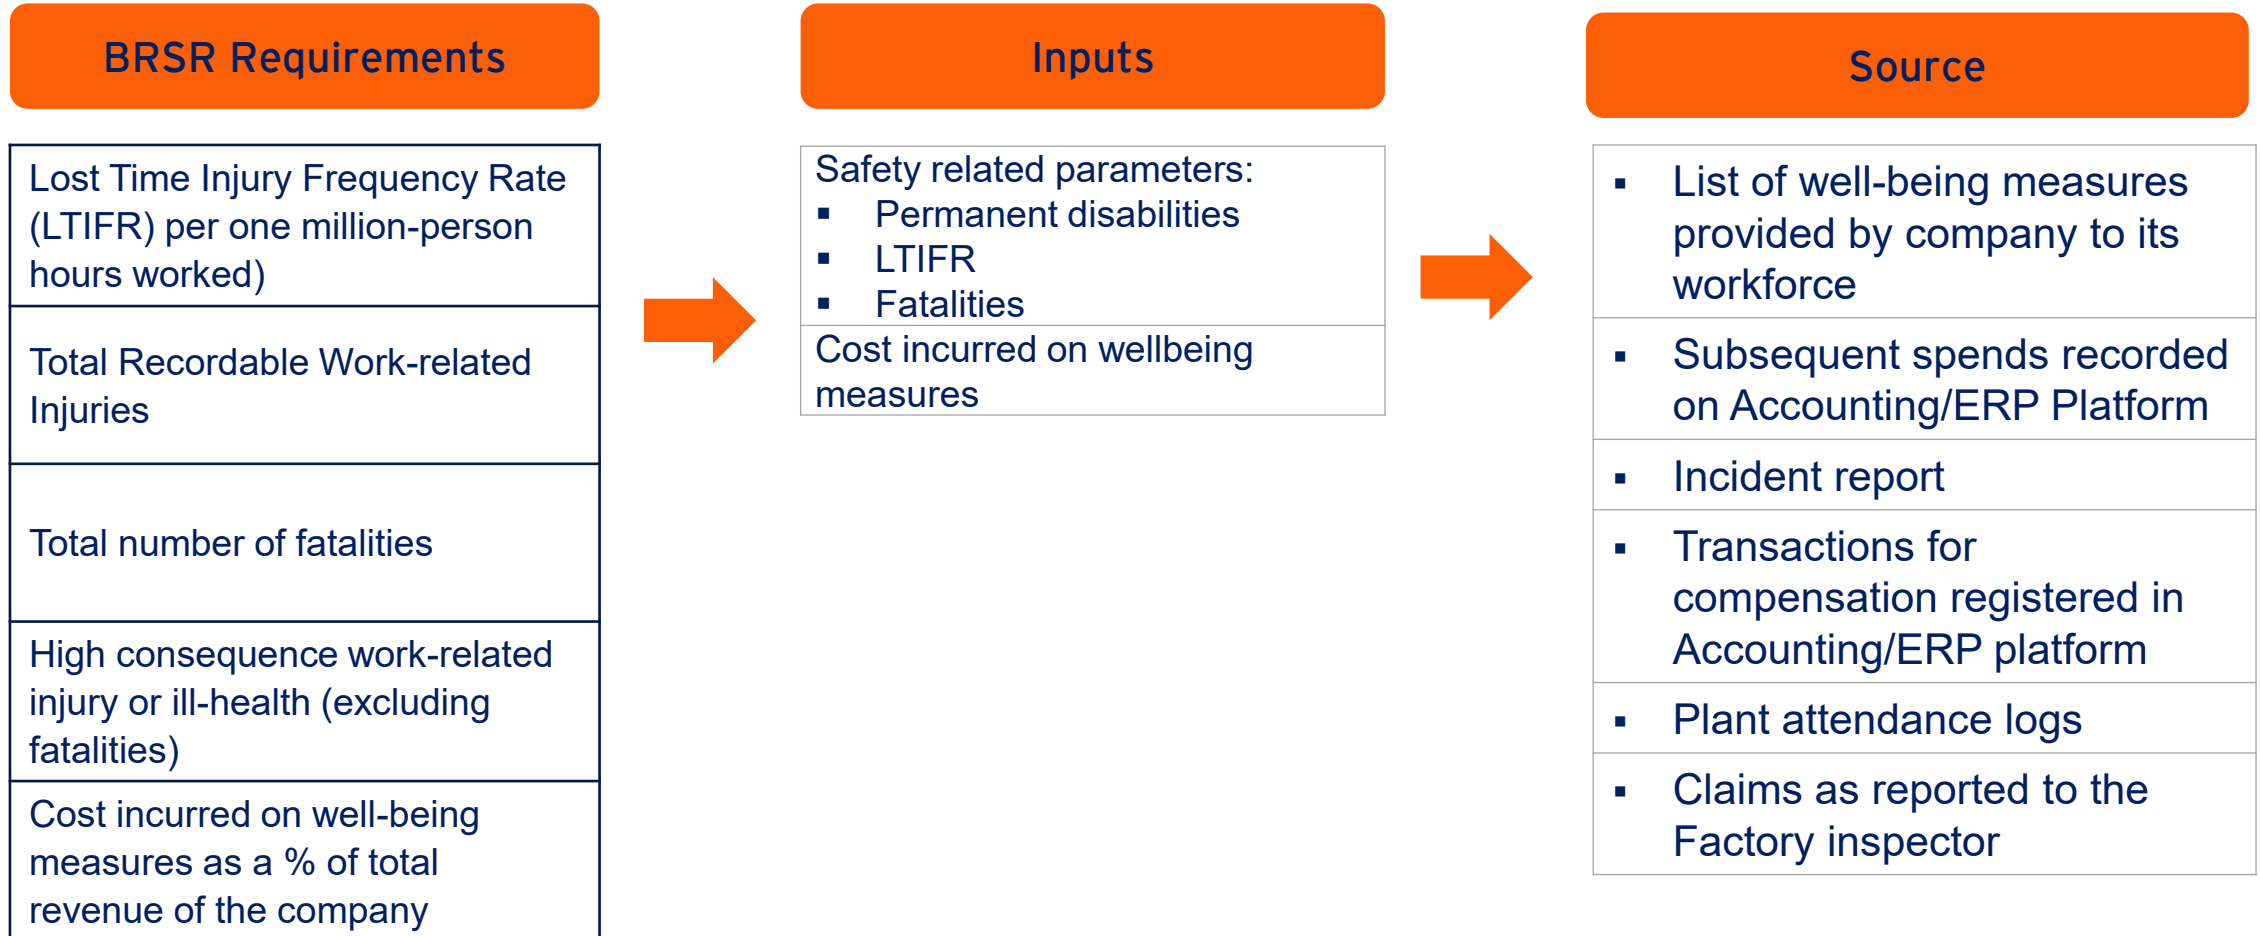 BRSR Requirements
Lost Time Injury Frequency Rate
(LTIFR) per one million-person
hours worked)
Total Recordable Work-related
Injuries
Total number of fatalities
High consequence work-related
injury or ill-health (excluding
fatalities)
Cost incurred on well-being
measures as a % of total
revenue of the company
Inputs
Safety related parameters:
▪ Permanent disabilities
▪ LTIFR
▪ Fatalities
Cost incurred on wellbeing
measures
Source
▪ List of well-being measures
provided by company to its
workforce
▪ Subsequent spends recorded
on Accounting/ERP Platform
▪ Incident report
▪ Transactions for
compensation registered in
Accounting/ERP platform
▪ Plant attendance logs
▪ Claims as reported to the
Factory inspector